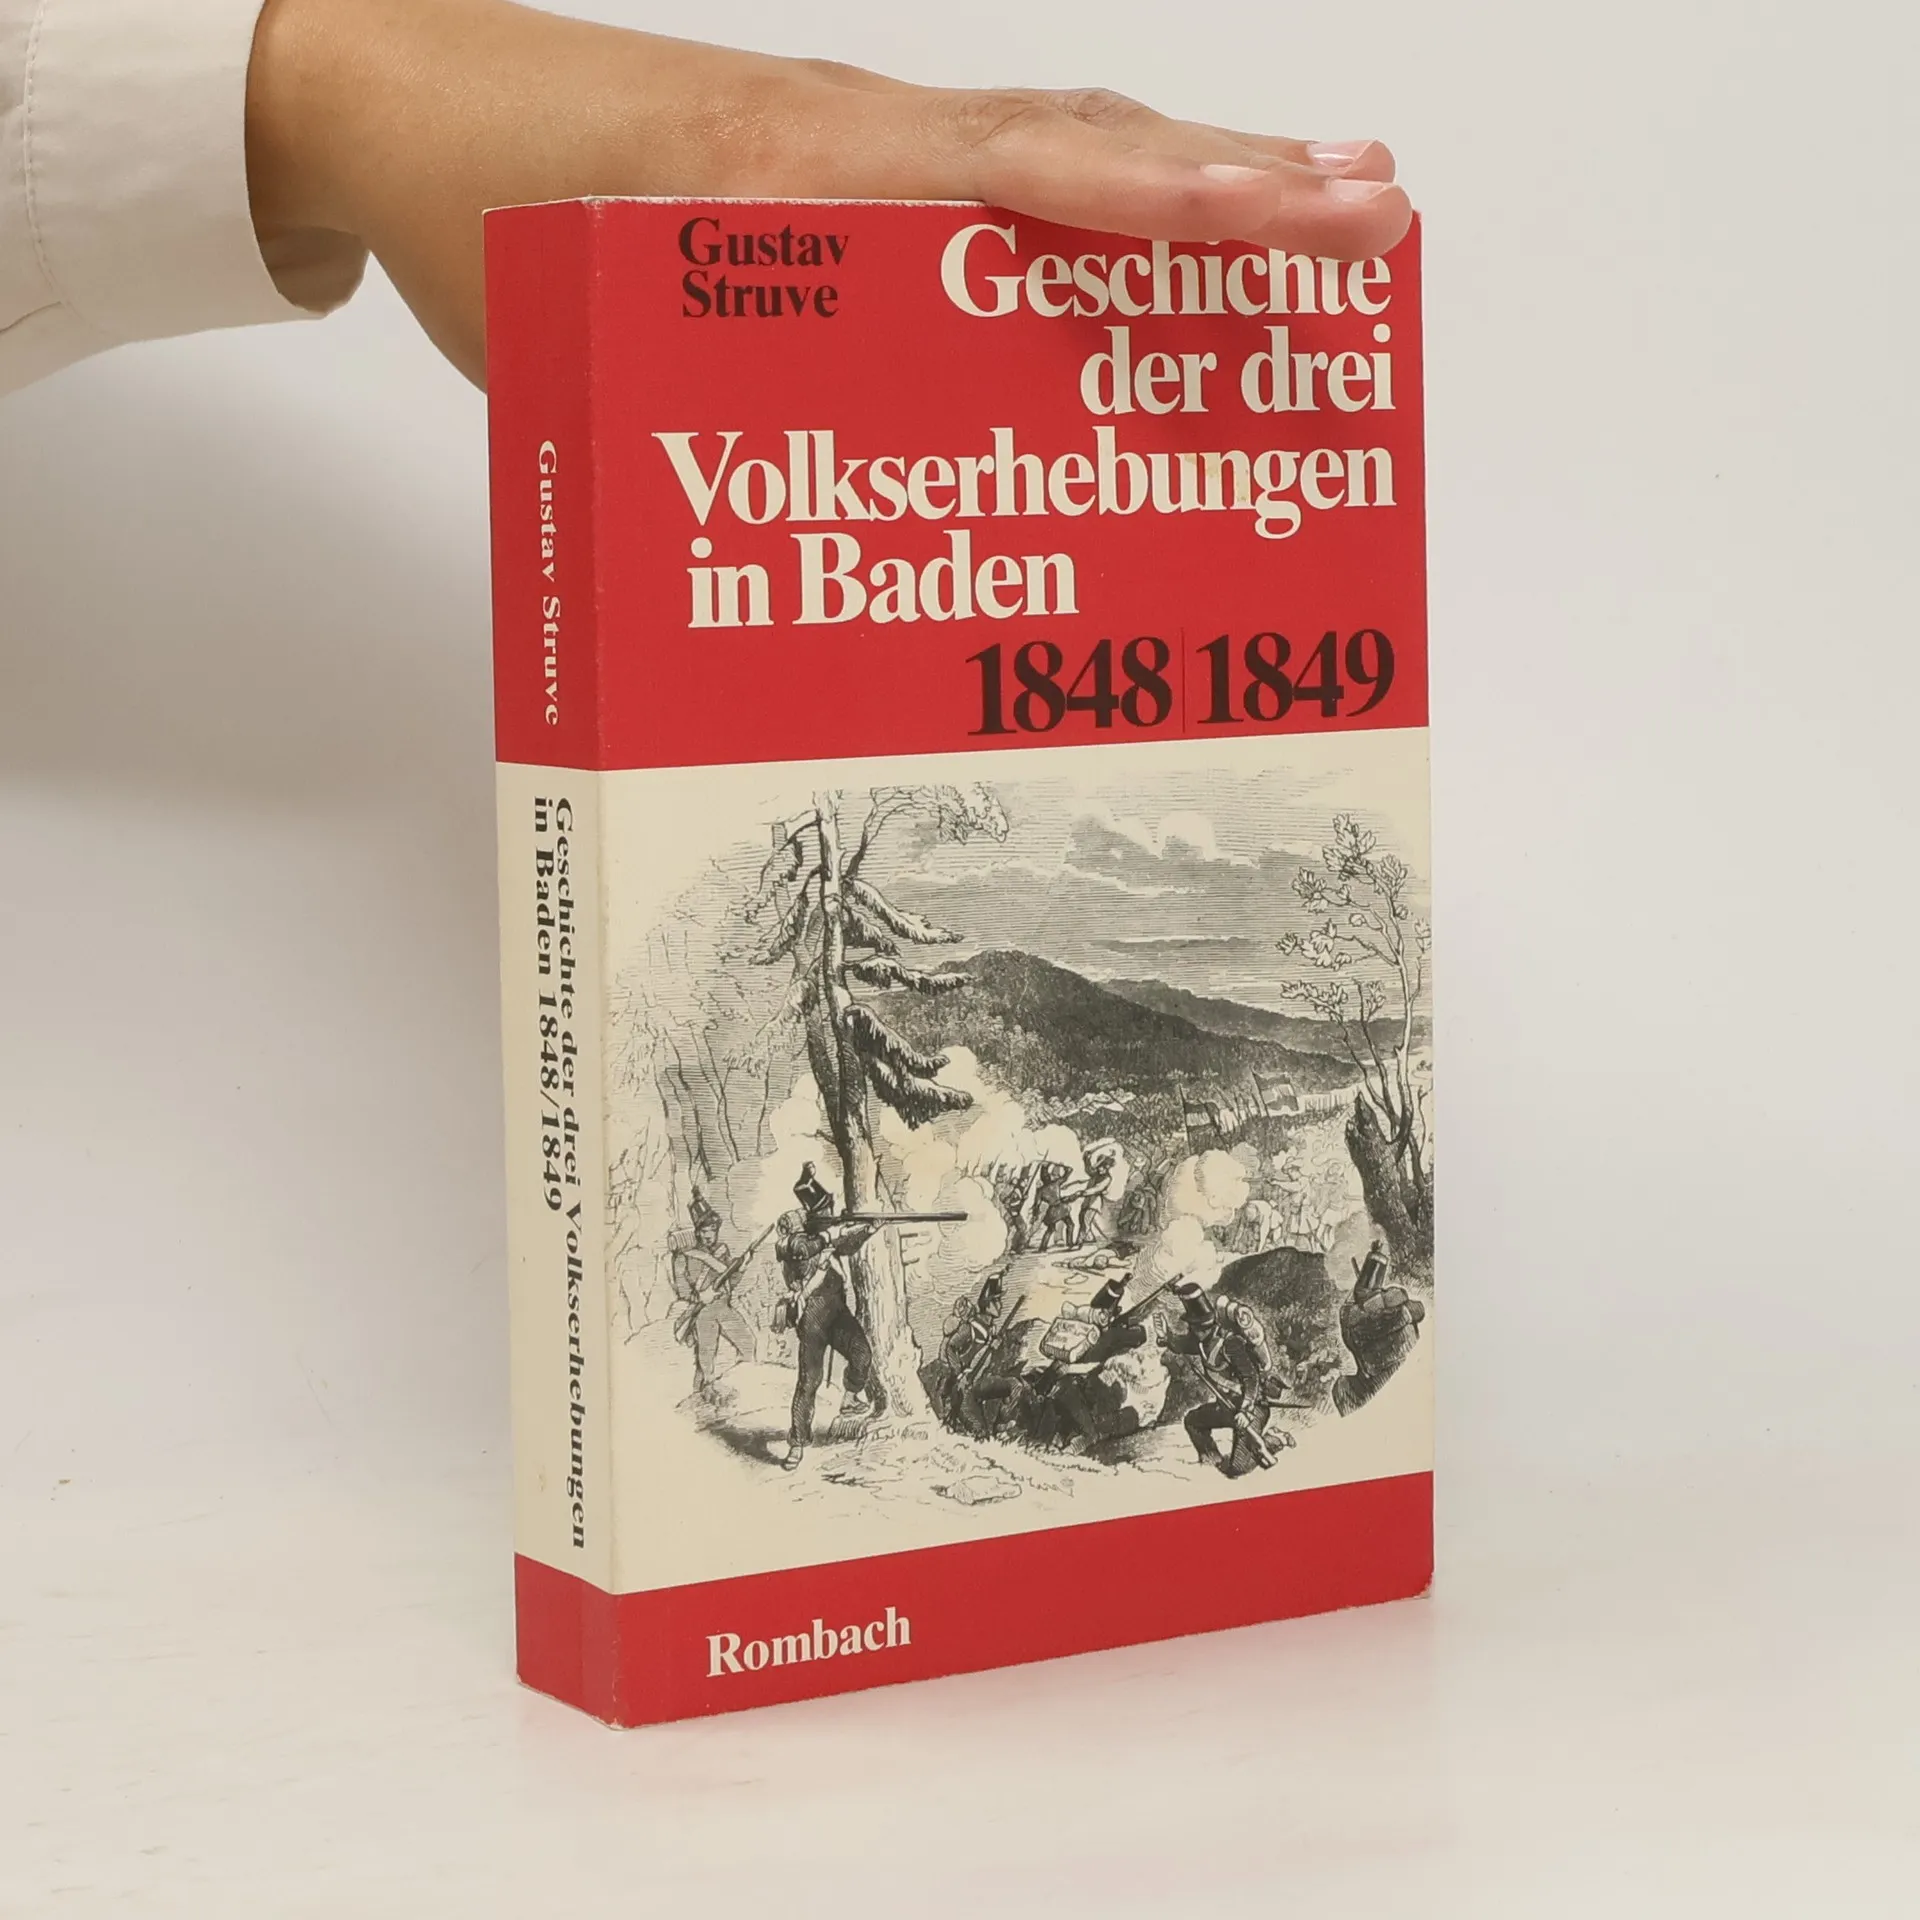 Gustav
Struve
Geschichte
der drei
Volkserhebungen
in Baden
1848|1849
Rombach
Gustav Struve
Geschichte der drei Volkserhebungen
in Baden 1848/1849